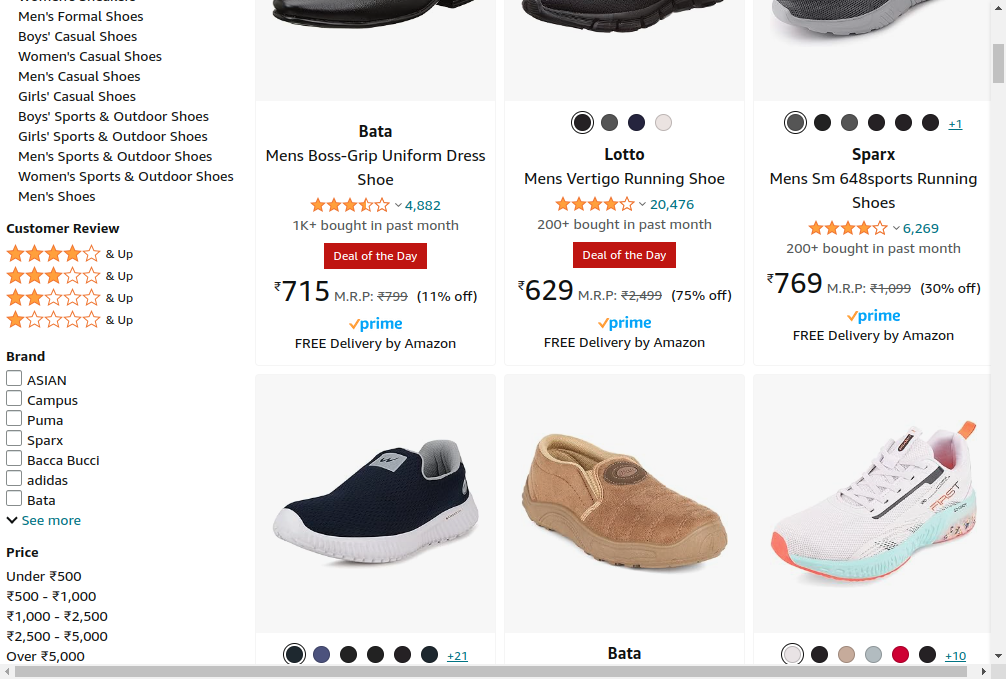 Men's Formal Shoes
Boys' Casual Shoes
Women's Casual Shoes
Men's Casual Shoes
Girls' Casual Shoes
Boys' Sports & Outdoor Shoes
Girls' Sports & Outdoor Shoes
Men's Sports & Outdoor Shoes
Women's Sports & Outdoor Shoes
Men's Shoes
Customer Review
& Up
& Up
& Up
& Up
Brand
ASIAN
Campus
Puma
Sparx
Bacca Bucci
adidas
Bata
See more
Price
Under ₹500
₹500 - ₹1,000
₹1,000 - ₹2,500
₹2,500 - ₹5,000
Over ₹5,000
Bata
Mens Boss-Grip Uniform Dress
Shoe
4,882
1K+ bought in past month
Deal of the Day
₹715 M.R.P: ₹799 (11% off)
prime
FREE Delivery by Amazon
Lotto
Mens Vertigo Running Shoe
20,476
200+ bought in past month
Deal of the Day
₹629 M.R.P: ₹2,499 (75% off)
prime
FREE Delivery by Amazon
+1
Sparx
Mens Sm 648sports Running
Shoes
6,269
200+ bought in past month
₹769 M.R.P: ₹1,099 (30% off)
prime
FREE Delivery by Amazon
+21
Bata
FIRST
+10